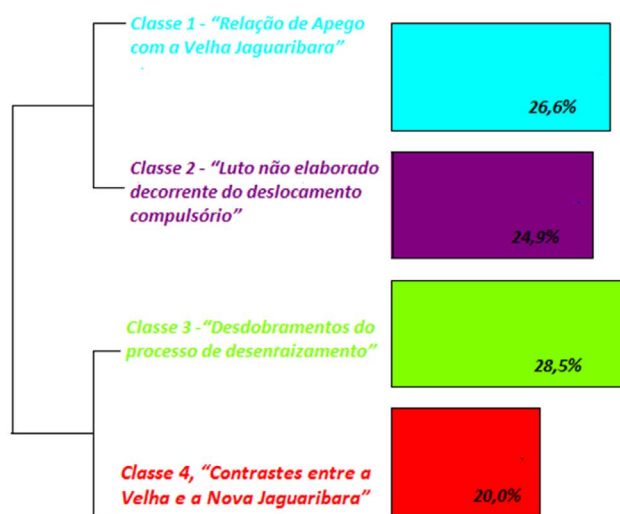 Classe 1 - “Relação de Apego
com a Velha Jaguaribara”
26,6%
Classe 2 - “Luto não elaborado
decorrente do deslocamento
compulsório”
24,9%
Classe 3 -“Desdobramentos do
processo de desenraizamento”
28,5%
Classe 4, “Contrastes entre a
Velha e a Nova Jaguaribara”
20,0%